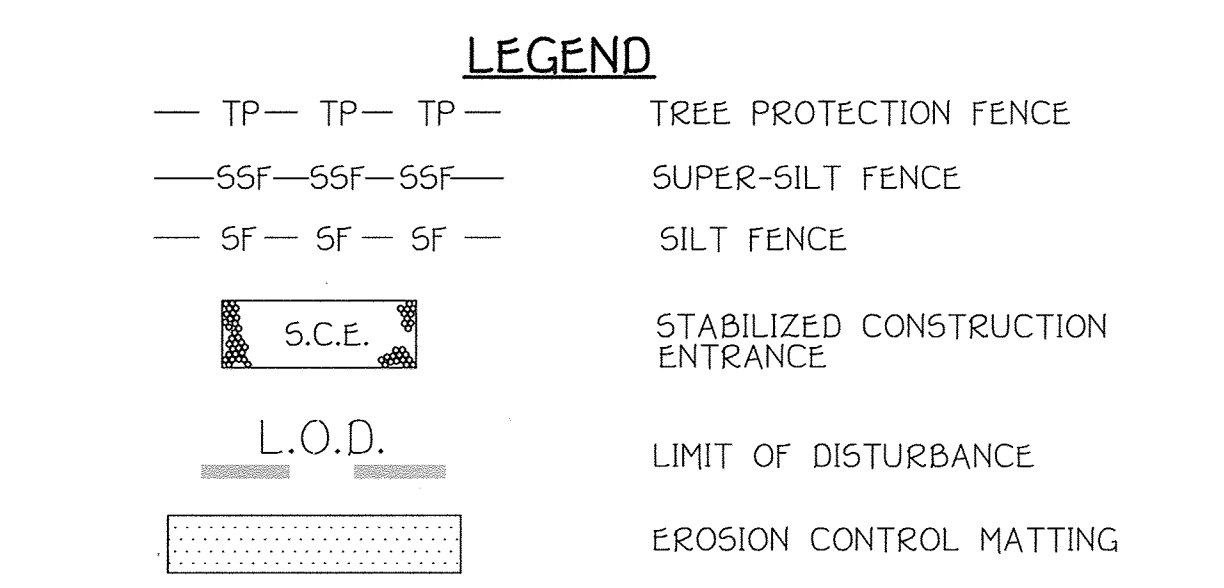 LEGEND
TP TP TP TREE PROTECTION FENCE
SSF SSF SSF SUPER-SILT FENCE
SF SF SF SILT FENCE
S.C.E. STABILIZED CONSTRUCTION
ENTRANCE
L.O.D. LIMIT OF DISTURBANCE
EROSION CONTROL MATTING